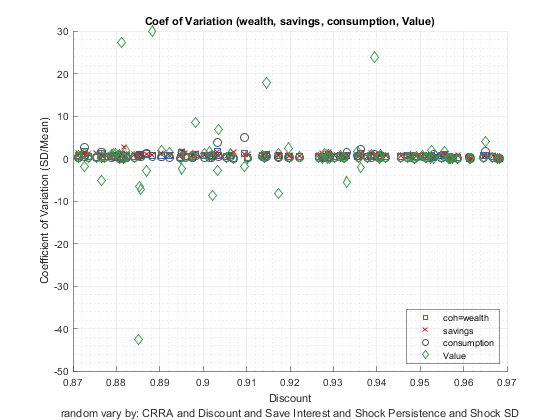 Coef of Variation (wealth, savings, consumption, Value)
Coefficient of Variation (SD/Mean)
30
20
10
0
-10
-20
-30
-40
-50
coh=wealth
savings
consumption
Value
0.87 0.88 0.89 0.9 0.91 0.92 0.93 0.94 0.95 0.96 0.97
Discount
random vary by: CRRA and Discount and Save Interest and Shock Persistence and Shock SD